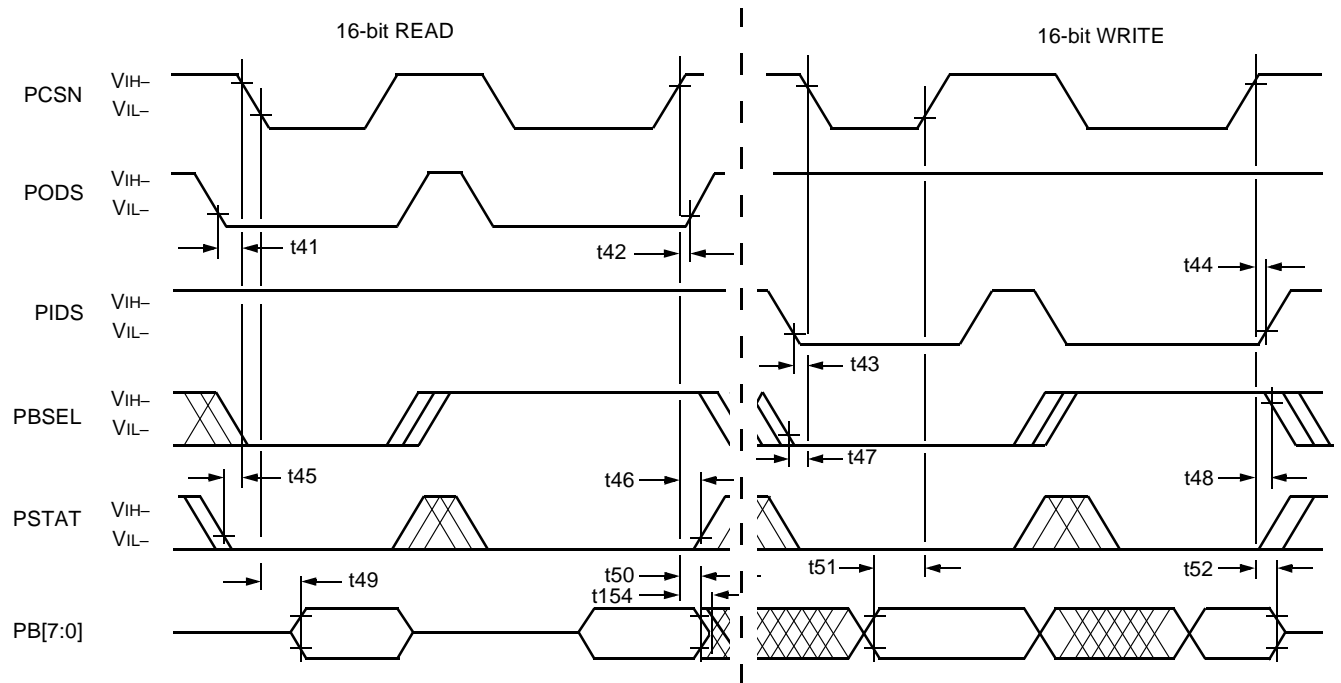 16-bit READ
16-bit WRITE
PCSN
VIH–
VIL–
PODS
VIH–
VIL–
t41
t42
t44
PIDS
VIH–
VIL–
t43
PBSEL
VIH–
VIL–
t45
t46
t47
t48
PSTAT
VIH–
VIL–
t49
t50
t154
t51
t52
PB[7:0]